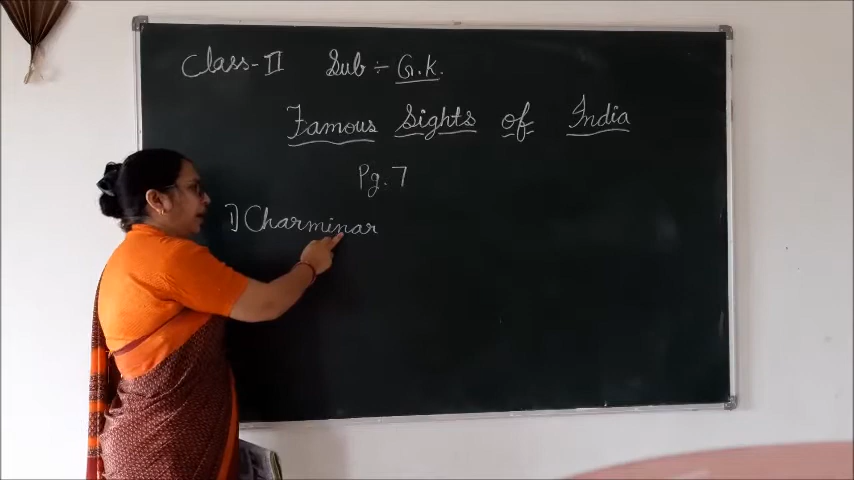 Class-II Sub ÷ G.K.
Famous Sights of India
Pg. 7
1) Charminar